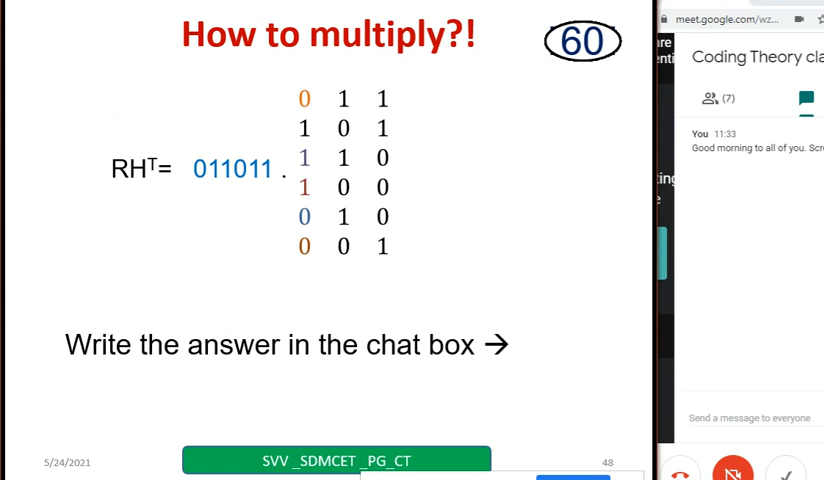 How to multiply?!
60
0 1 1
1 0 1
1 1 0
RHᵀ= 011011 .
1 0 0
0 1 0
0 0 1
Write the answer in the chat box →
5/24/2021
SVV _SDMCET _PG_CT
48
meet.google.com/wz...
Coding Theory cla
(7)
You 11:33
Good morning to all of you. Scr
Send a message to everyone